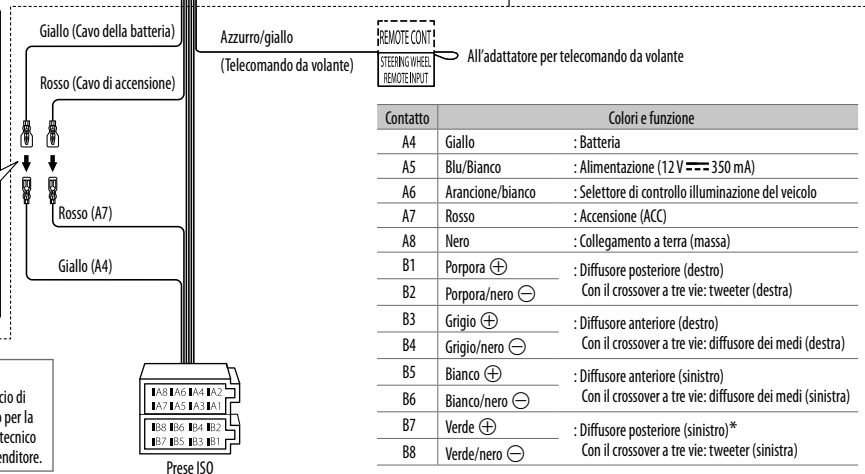 Giallo (Cavo della batteria)
Azzurro/giallo
(Telecomando da volante)
REMOTE CONT
STEERING WHEEL
REMOTE INPUT
All'adattatore per telecomando da volante
Rosso (Cavo di accensione)
Rosso (A7)
Giallo (A4)
Contatto Colori e funzione
A4 Giallo : Batteria
A5 Blu/Bianco : Alimentazione (12 V ⎓ 350 mA)
A6 Arancione/bianco : Selettore di controllo illuminazione del veicolo
A7 Rosso : Accensione (ACC)
A8 Nero : Collegamento a terra (massa)
B1 Porpora ⊕ : Diffusore posteriore (destro)
B2 Porpora/nero ⊖ Con il crossover a tre vie: tweeter (destra)
B3 Grigio ⊕ : Diffusore anteriore (destro)
B4 Grigio/nero ⊖ Con il crossover a tre vie: diffusore dei medi (destra)
B5 Bianco ⊕ : Diffusore anteriore (sinistro)
B6 Bianco/nero ⊖ Con il crossover a tre vie: diffusore dei medi (sinistra)
B7 Verde ⊕ : Diffusore posteriore (sinistro)*
B8 Verde/nero ⊖ Con il crossover a tre vie: tweeter (sinistra)
cio di
o per la
tecnico
enditore.
A8 A6 A4 A2
A7 A5 A3 A1
B8 B6 B4 B2
B7 B5 B3 B1
Prese ISO